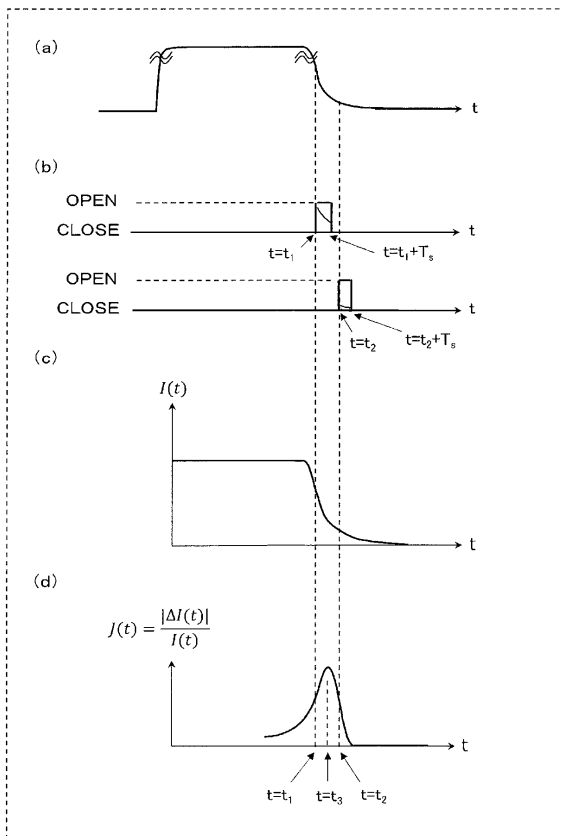 (a)
t
(b)
OPEN
CLOSE
t
t=t₁
t=t₁+Tₛ
OPEN
CLOSE
t
t=t₂
t=t₂+Tₛ
(c)
I(t)
t
(d)
J(t) = |ΔI(t)| / I(t)
t
t=t₁ t=t₃ t=t₂